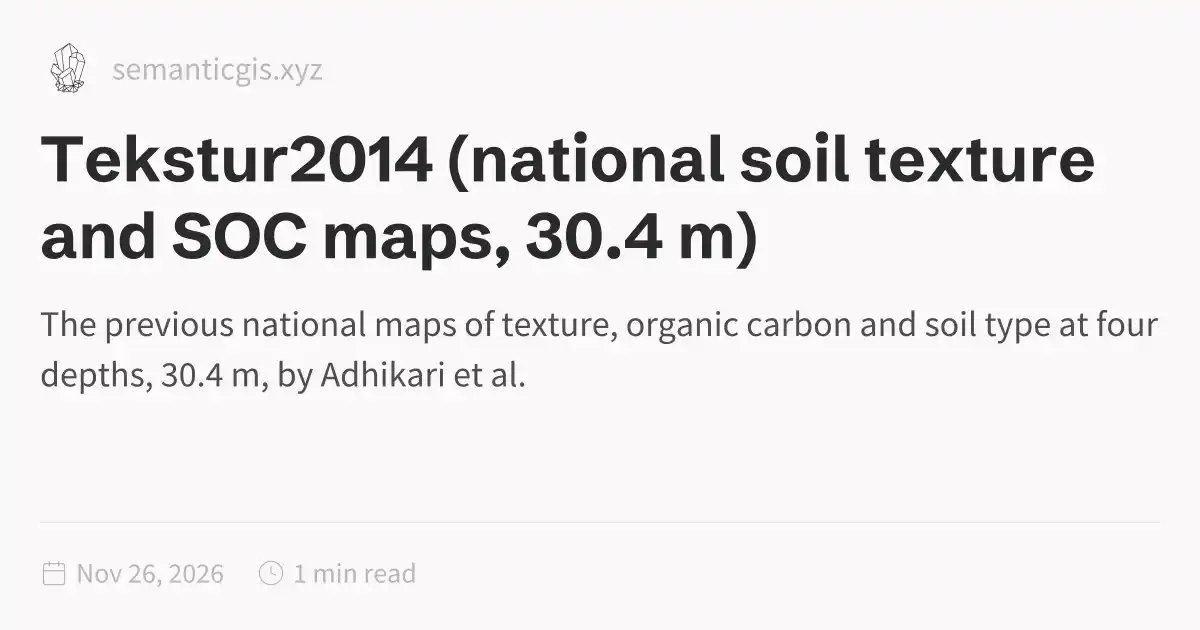 semanticgis.xyz
Tekstur2014 (national soil texture
and SOC maps, 30.4 m)
The previous national maps of texture, organic carbon and soil type at four
depths, 30.4 m, by Adhikari et al.
Nov 26, 2026 1 min read